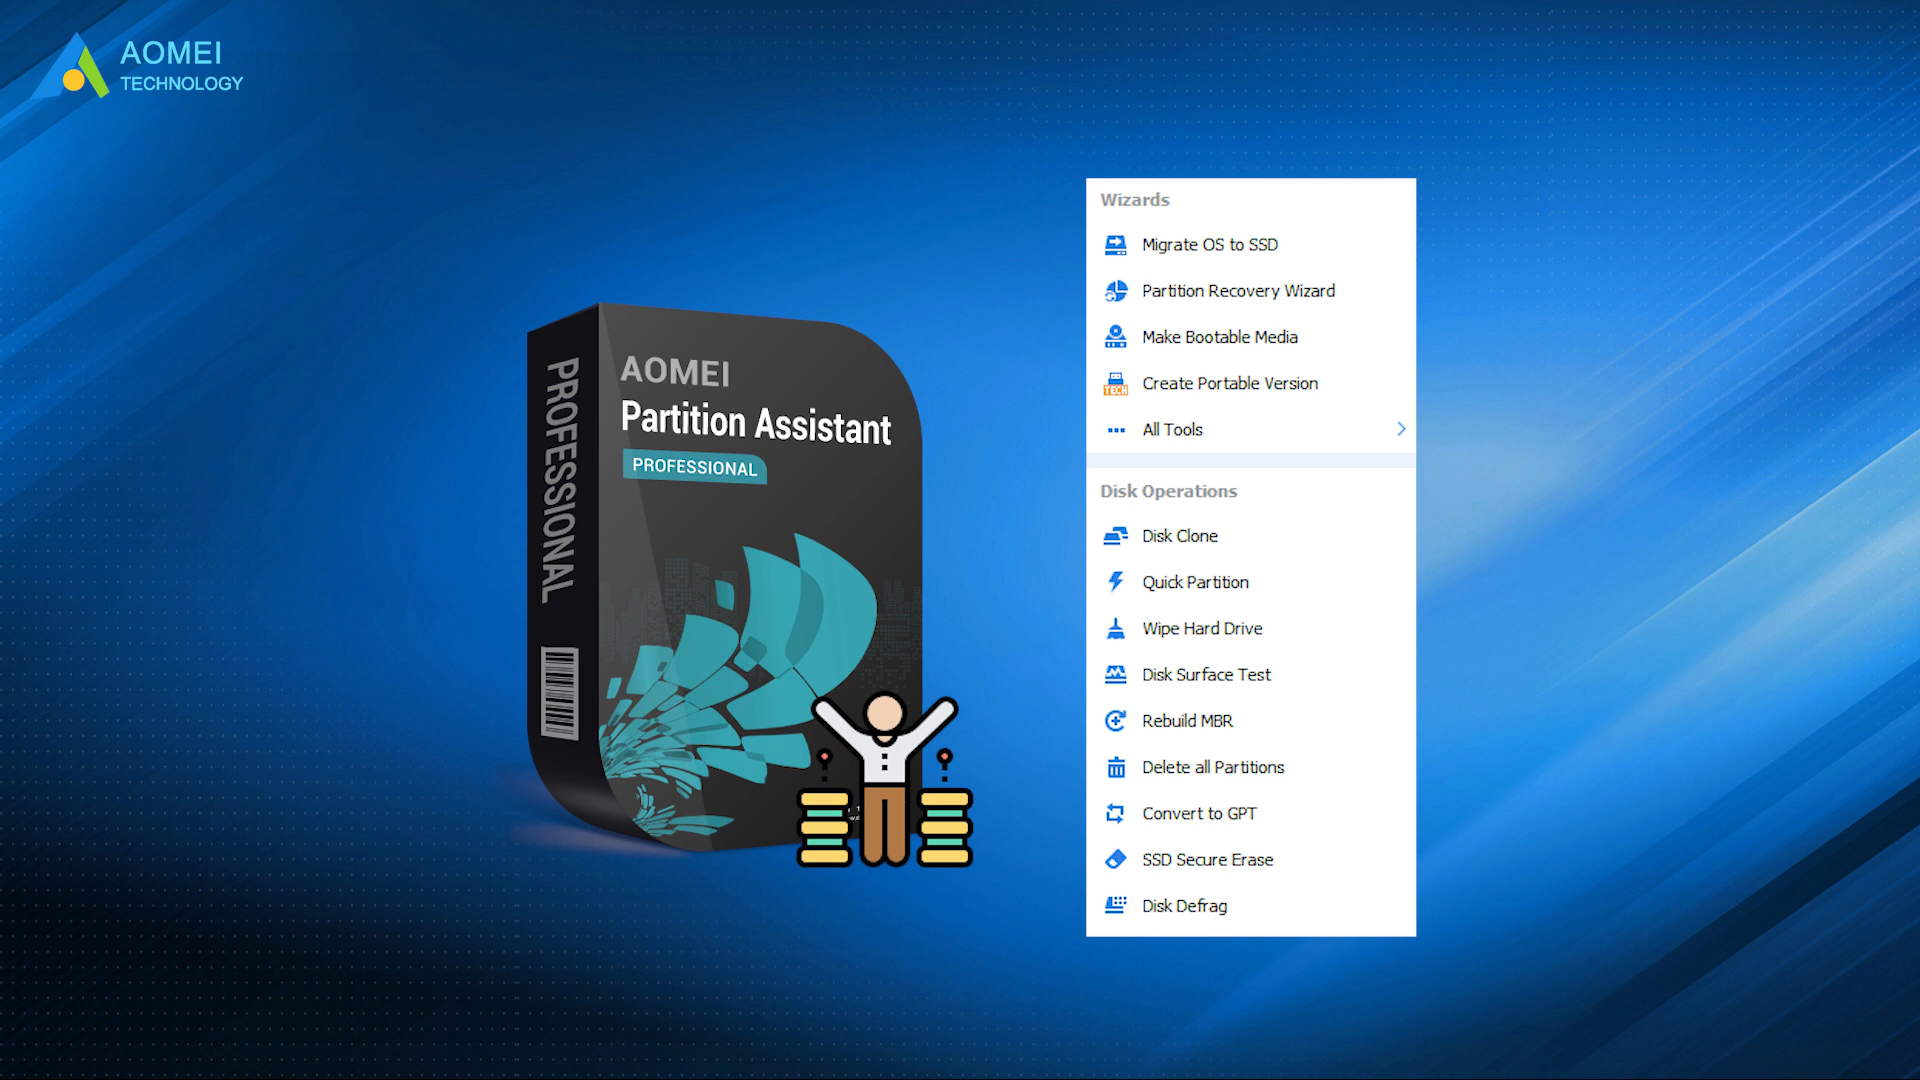 AOMEI
TECHNOLOGY
PROFESSIONAL
AOMEI
Partition Assistant
PROFESSIONAL
Wizards
Migrate OS to SSD
Partition Recovery Wizard
Make Bootable Media
TECH
Create Portable Version
All Tools
Disk Operations
Disk Clone
Quick Partition
Wipe Hard Drive
Disk Surface Test
Rebuild MBR
Delete all Partitions
Convert to GPT
SSD Secure Erase
Disk Defrag